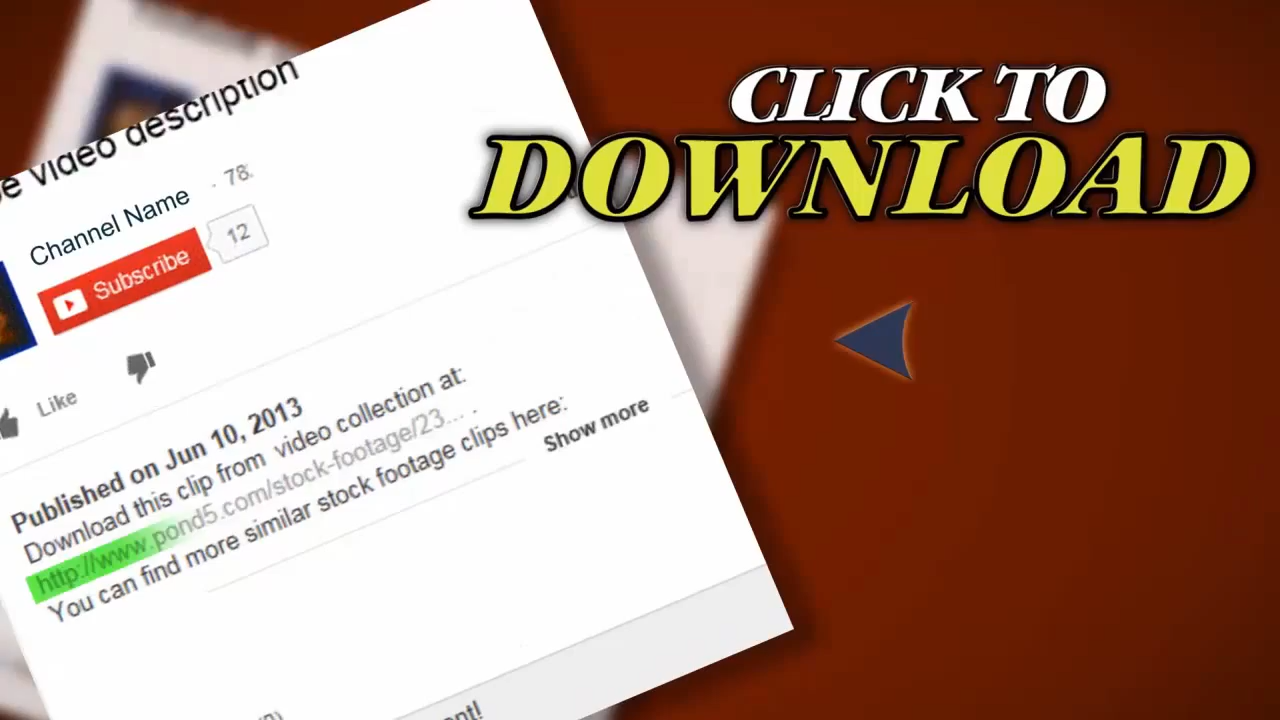 CLICK TO
DOWNLOAD
video description
Channel Name
78
Subscribe
12
Like
Published on Jun 10, 2013
Download this clip from video collection at:
http://www.pond5.com/stock-footage/23...
You can find more similar stock footage clips here:
Show more